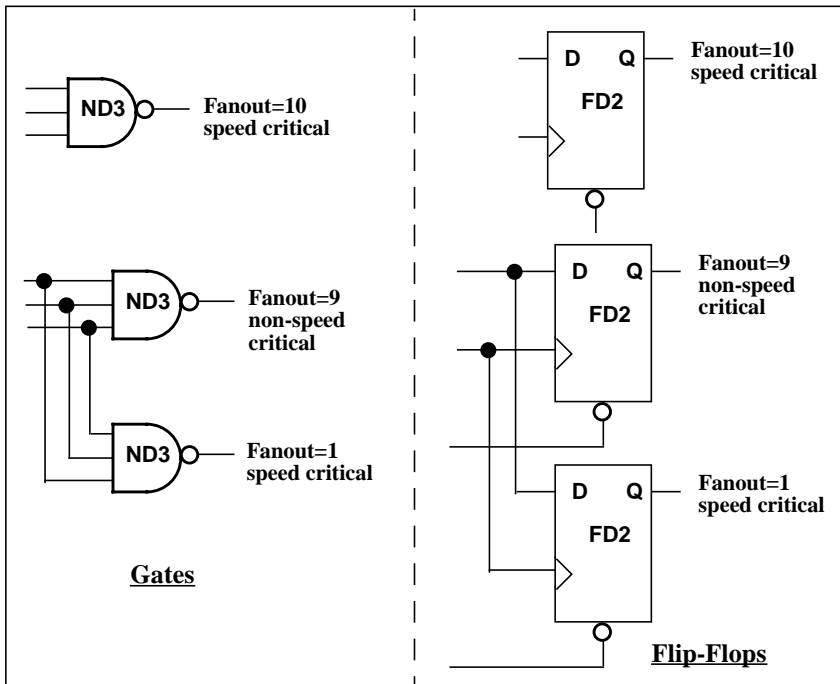 ND3
Fanout=10
speed critical
ND3
Fanout=9
non-speed
critical
ND3
Fanout=1
speed critical
Gates
D Q
FD2
Fanout=10
speed critical
D Q
FD2
Fanout=9
non-speed
critical
D Q
FD2
Fanout=1
speed critical
Flip-Flops